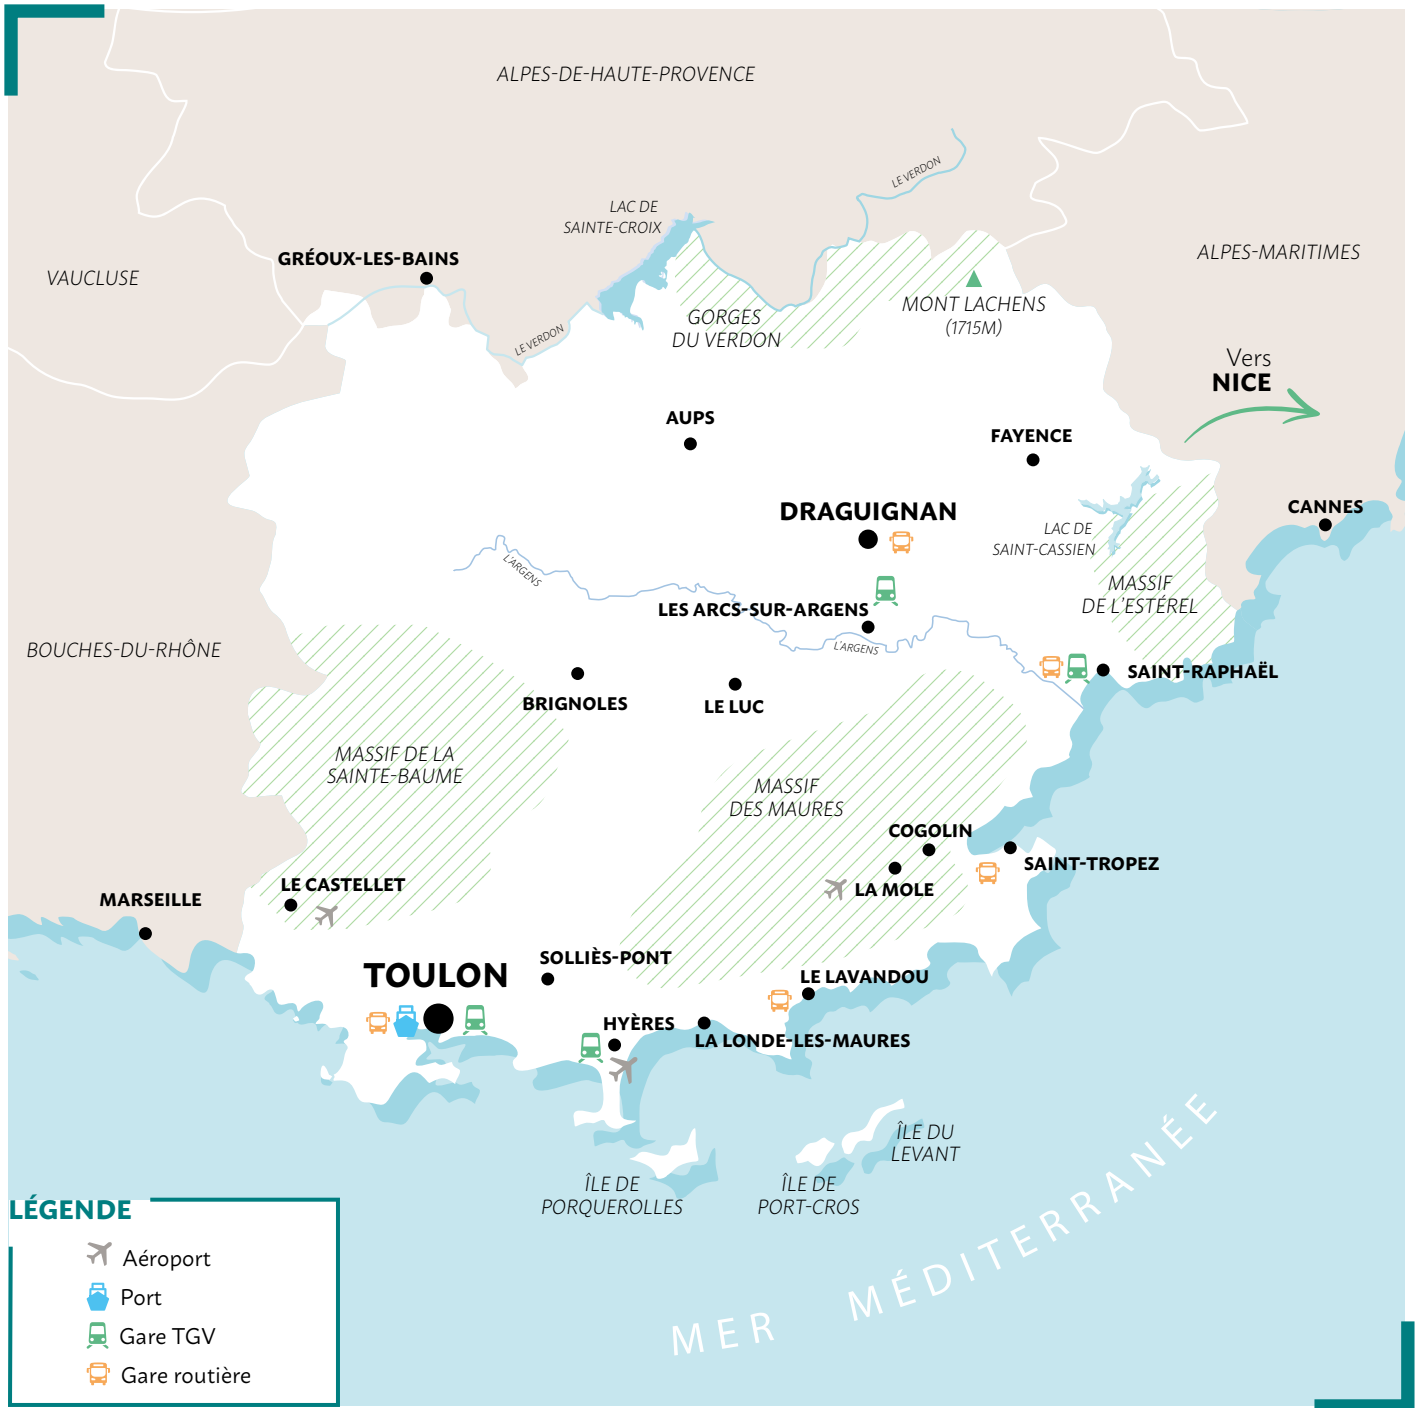 ALPES-DE-HAUTE-PROVENCE
LE VERDON
LAC DE
SAINTE-CROIX
GRÉOUX-LES-BAINS
VAUCLUSE
ALPES-MARITIMES
MONT LACHENS
(1715M)
GORGES
DU VERDON
LE VERDON
Vers
NICE
AUPS
FAYENCE
DRAGUIGNAN
CANNES
LAC DE
SAINT-CASSIEN
L'ARGENS
MASSIF
DE L'ESTÉREL
LES ARCS-SUR-ARGENS
L'ARGENS
BOUCHES-DU-RHÔNE
SAINT-RAPHAËL
BRIGNOLES
LE LUC
MASSIF DE LA
SAINTE-BAUME
MASSIF
DES MAURES
COGOLIN
SAINT-TROPEZ
LE CASTELLET
LA MOLE
MARSEILLE
SOLLIÈS-PONT
TOULON
LE LAVANDOU
HYÈRES
LA LONDE-LES-MAURES
ÎLE DU
LEVANT
ÎLE DE
PORQUEROLLES
ÎLE DE
PORT-CROS
MER MÉDITERRANÉE
LÉGENDE
Aéroport
Port
Gare TGV
Gare routière